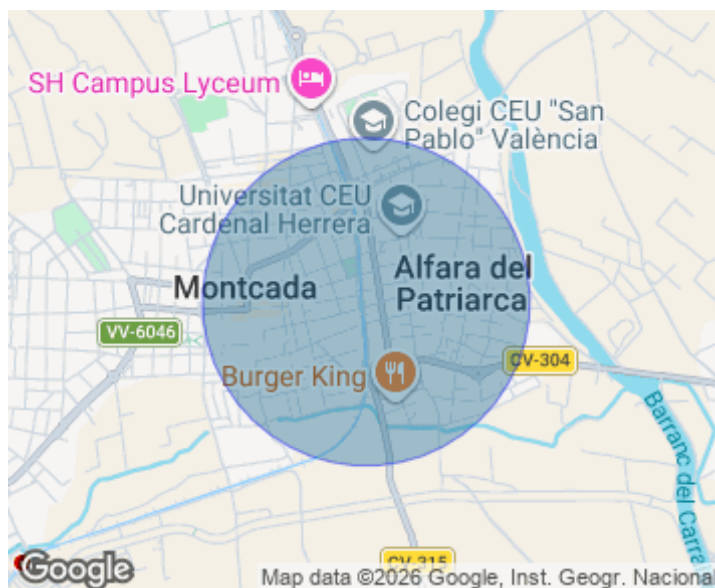 SH Campus Lyceum
Colegi CEU "San
Pablo" València
Universitat CEU
Cardenal Herrera
Montcada
Alfara del
Patriarca
VV-6046
CV-304
Burger King
Barranc del Carra
CV-315
Google
Map data ©2026 Google, Inst. Geogr. Nacional